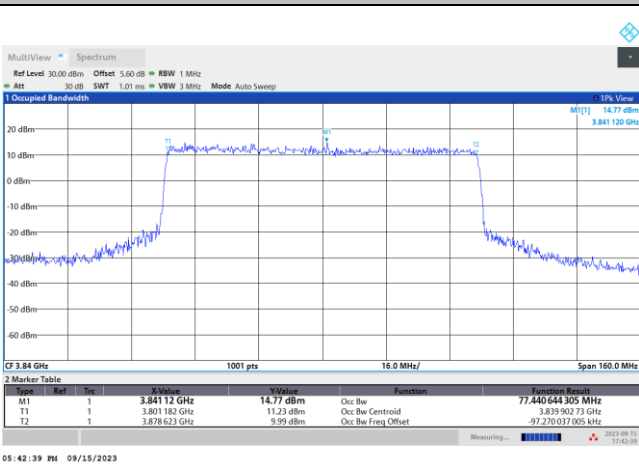 MultiView Spectrum
Ref Level 30.00 dBm Offset 5.60 dB RBW 1 MHz
Att 30 dB SWT 1.01 ms VBW 3 MHz Mode Auto Sweep
1 Occupied Bandwidth 1Pk View
M1[1] 14.77 dBm
3.841 120 GHz
20 dBm
M1
T1
T2
10 dBm
0 dBm
-10 dBm
-20 dBm
-30 dBm
-40 dBm
-50 dBm
-60 dBm
CF 3.84 GHz 1001 pts 16.0 MHz/ Span 160.0 MHz
2 Marker Table
Type Ref Trc X-Value Y-Value Function Function Result
M1 1 3.841 12 GHz 14.77 dBm Occ Bw 77.440 644 305 MHz
T1 1 3.801 182 GHz 11.23 dBm Occ Bw Centroid 3.839 902 73 GHz
T2 1 3.878 623 GHz 9.99 dBm Occ Bw Freq Offset -97.270 037 005 kHz
Measuring... 2023-09-15
17:42:39
05:42:39 PM 09/15/2023